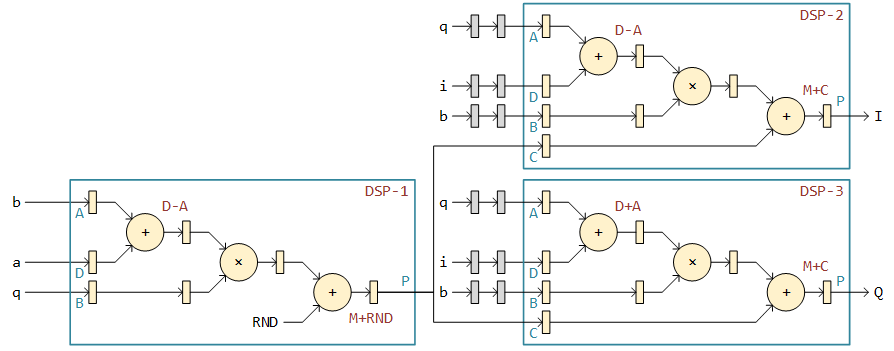 DSP-2
q
A
D-A
+
i
D
×
M+C
P
b
B
+
I
C
DSP-1
b
A
D-A
+
a
D
×
P
q
B
+
RND
M+RND
DSP-3
q
A
D+A
+
i
D
×
M+C
P
b
B
+
Q
C